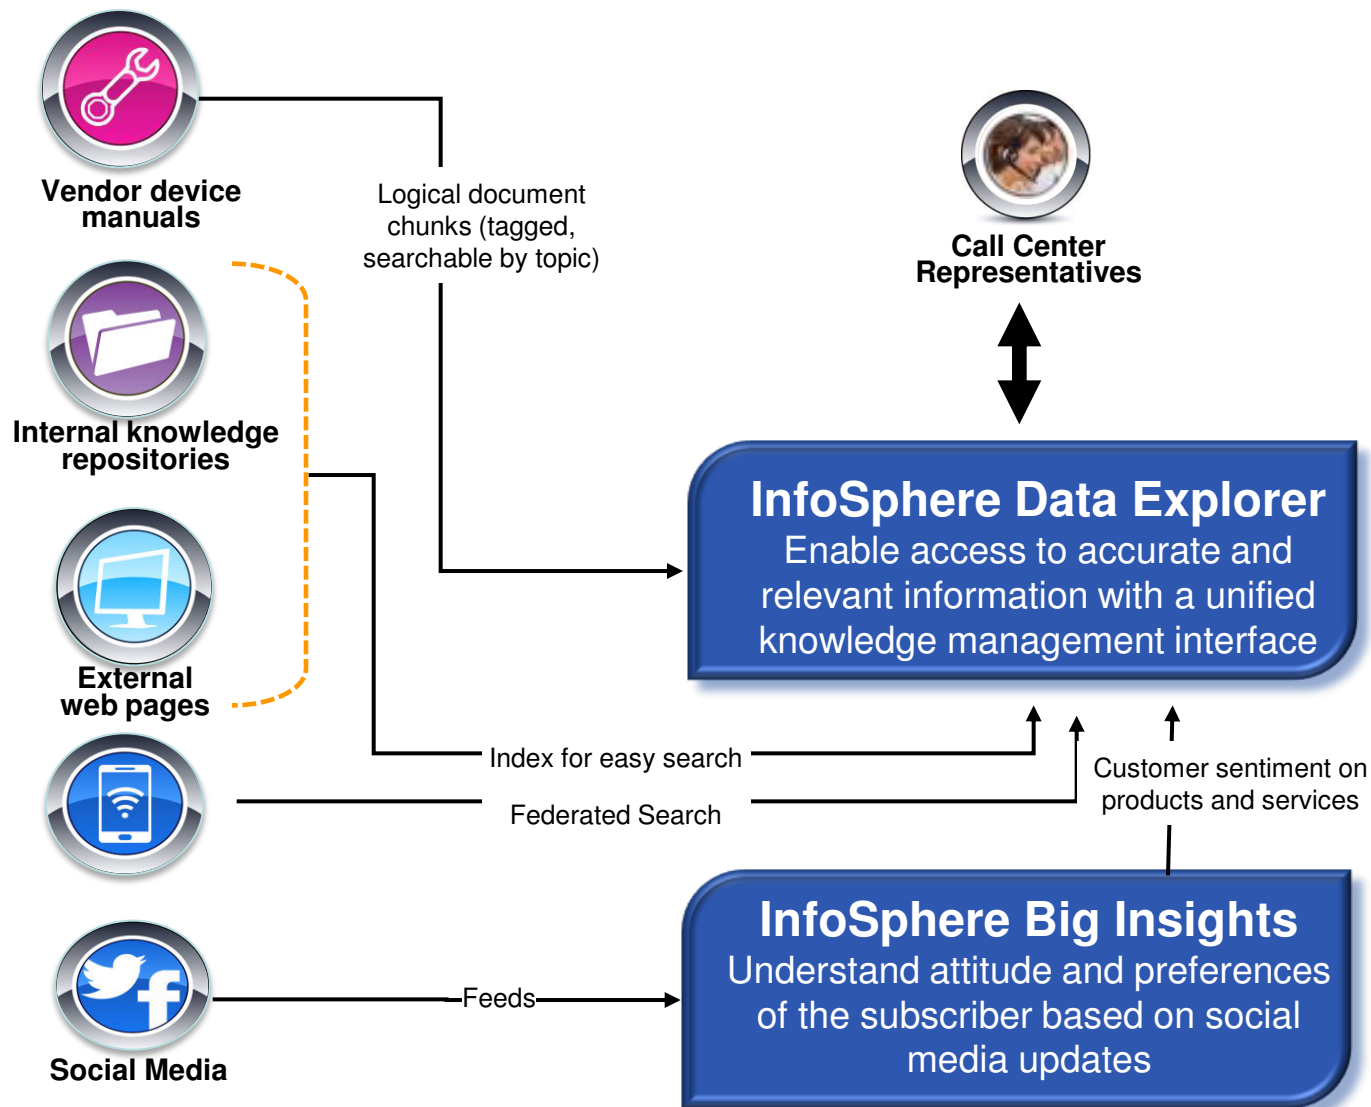 Vendor device
manuals
Logical document
chunks (tagged,
searchable by topic)
Call Center
Representatives
Internal knowledge
repositories
InfoSphere Data Explorer
Enable access to accurate and
relevant information with a unified
knowledge management interface
External
web pages
Index for easy search
Federated Search
Customer sentiment on
products and services
InfoSphere Big Insights
Understand attitude and preferences
of the subscriber based on social
media updates
Feeds
Social Media